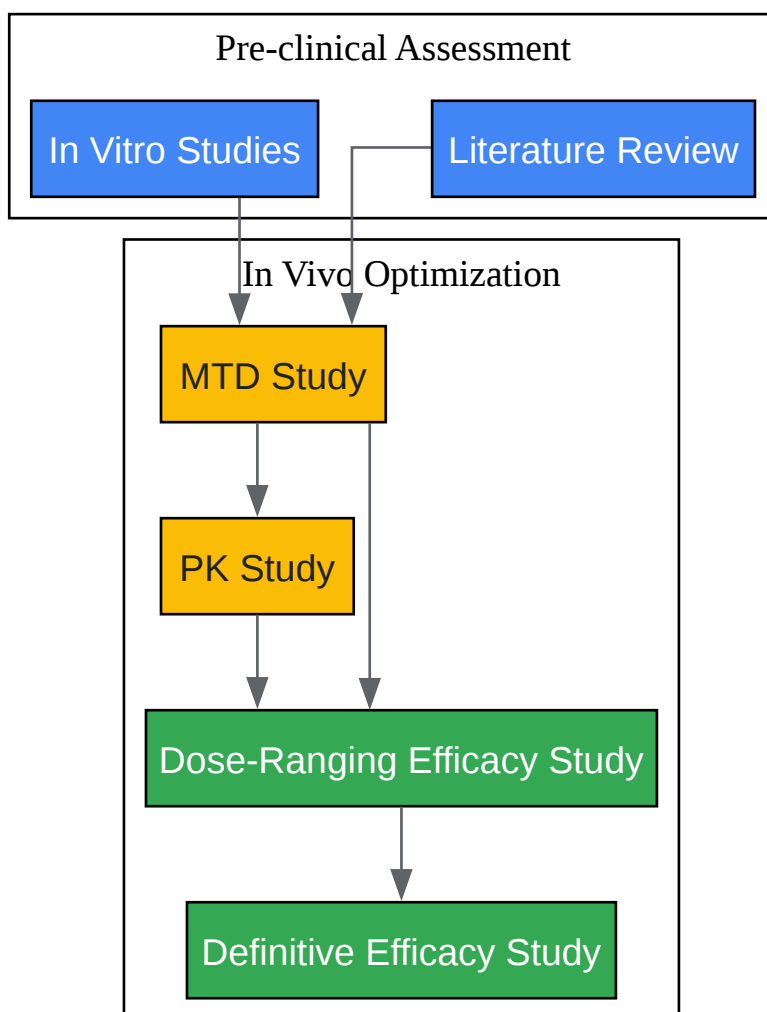 Pre-clinical Assessment
In Vitro Studies
Literature Review
In Vivo Optimization
MTD Study
PK Study
Dose-Ranging Efficacy Study
Definitive Efficacy Study